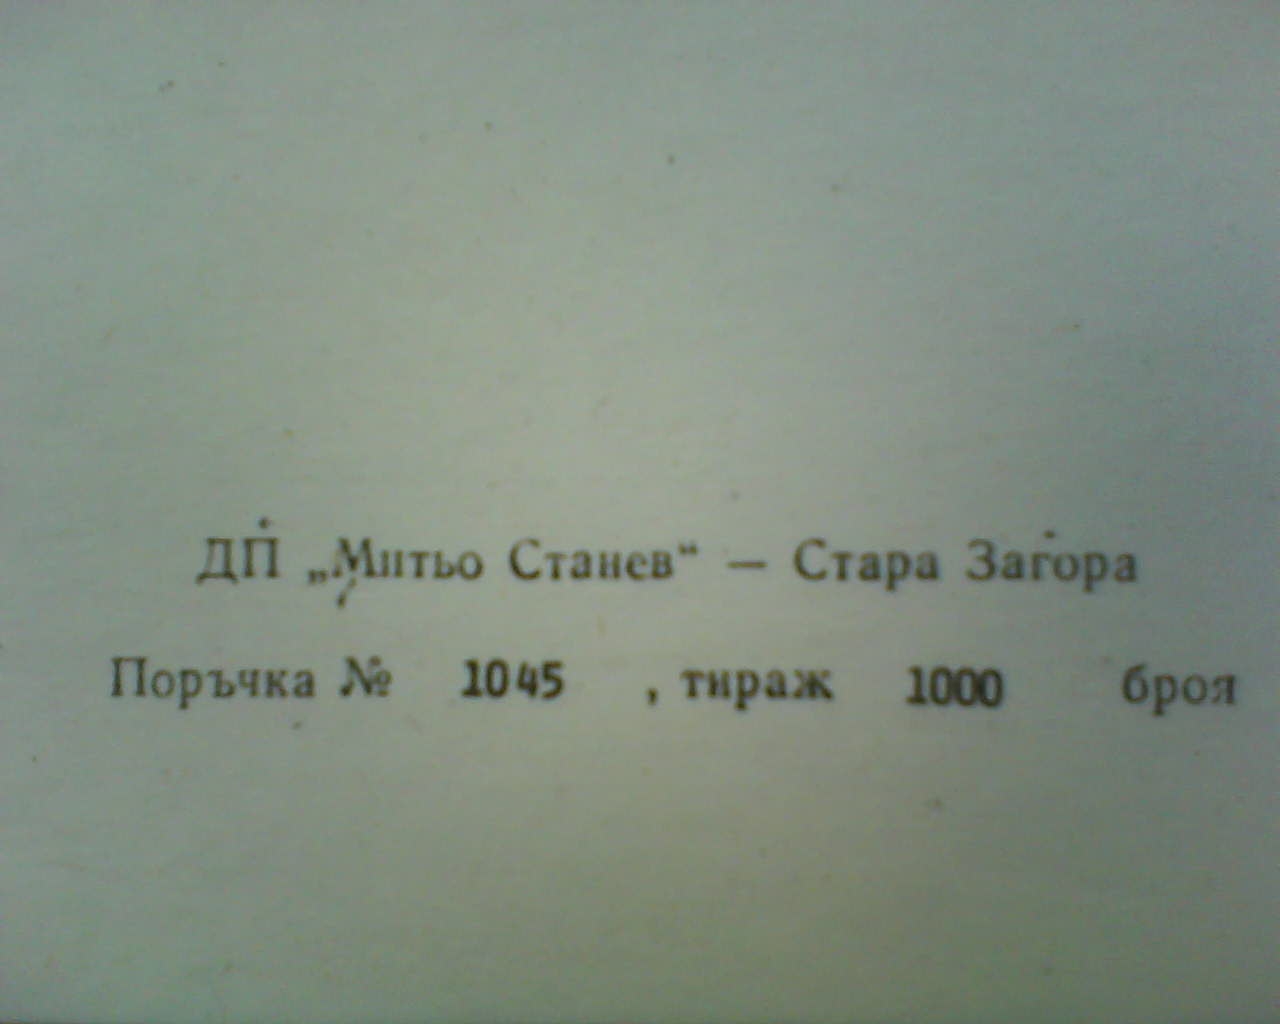 ДП „Митьо Станев“ — Стара Загора
Поръчка № 1045 , тираж 1000 броя